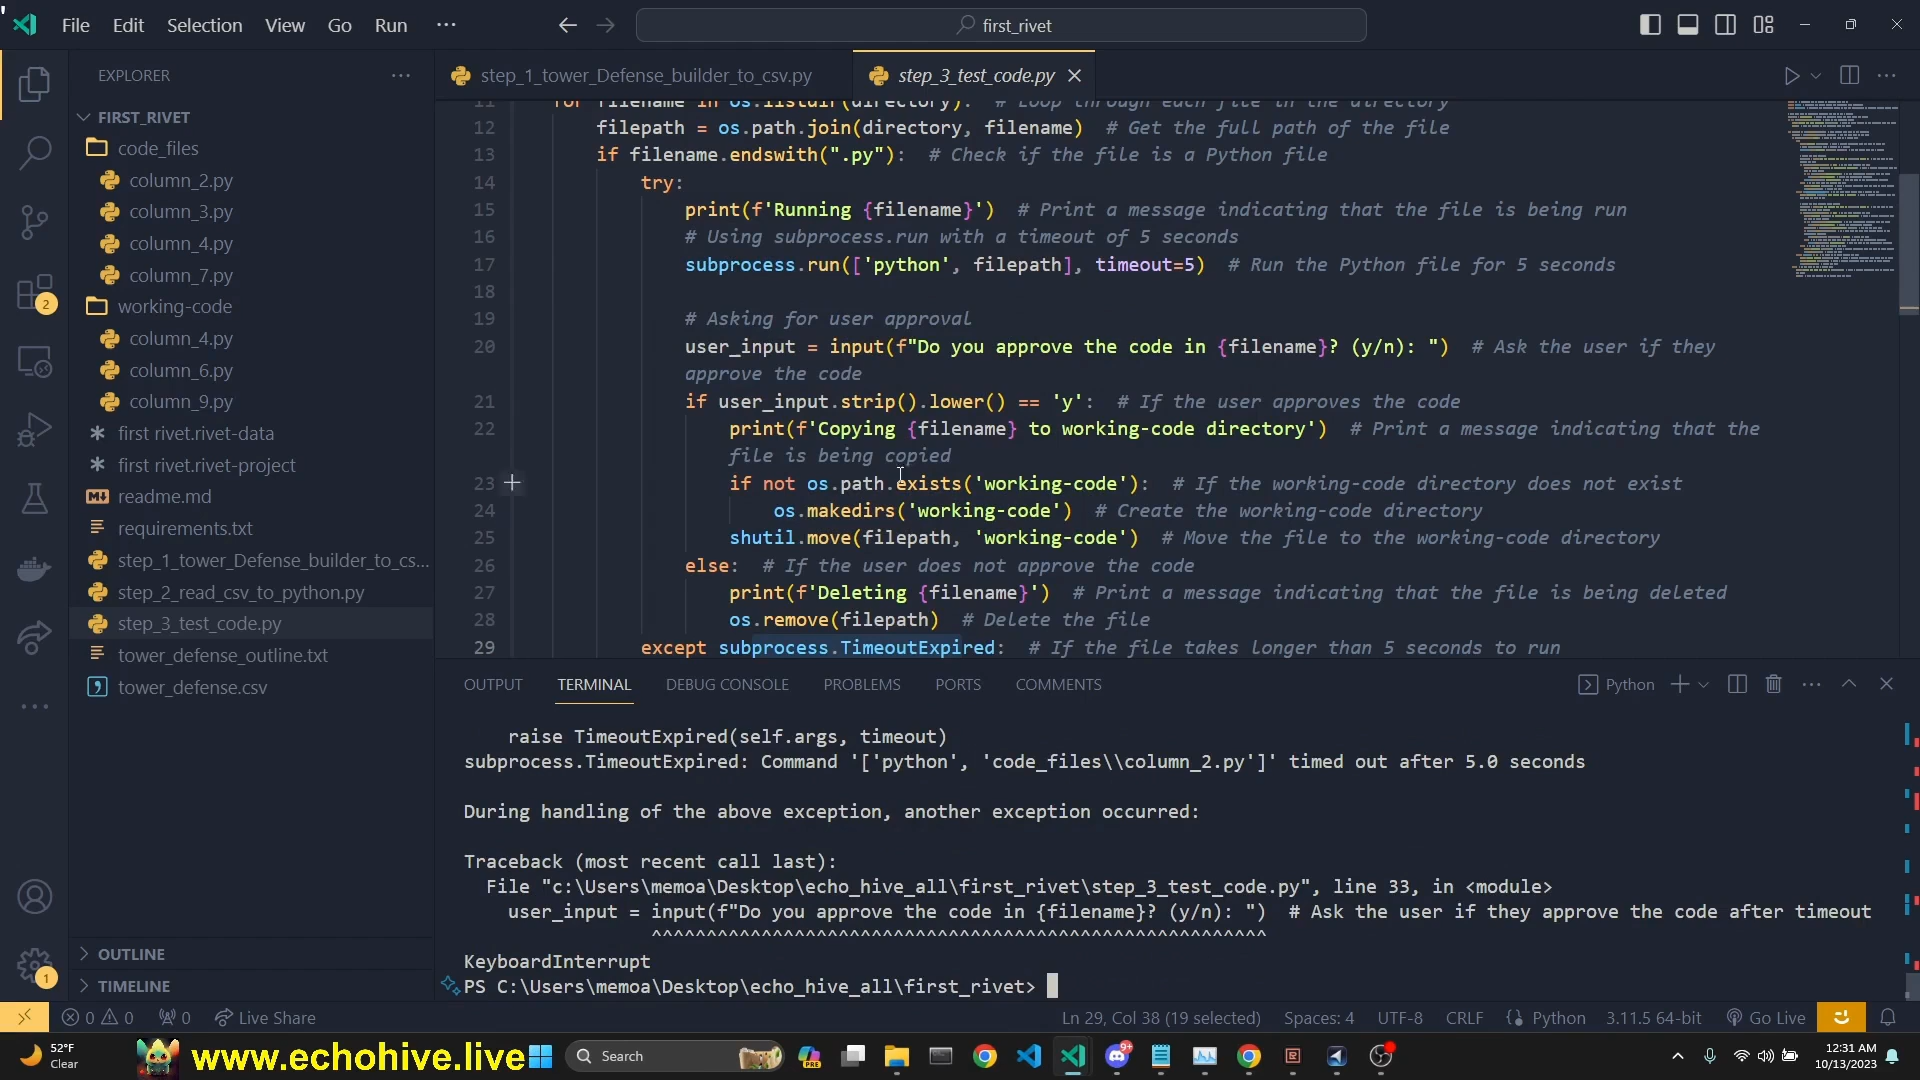 File Edit Selection View Go Run ···
first_rivet
EXPLORER
FIRST_RIVET
code_files
column_2.py
column_3.py
column_4.py
column_7.py
working-code
column_4.py
column_6.py
column_9.py
first rivet.rivet-data
first rivet.rivet-project
readme.md
requirements.txt
step_1_tower_Defense_builder_to_cs...
step_2_read_csv_to_python.py
step_3_test_code.py
tower_defense_outline.txt
tower_defense.csv
OUTLINE
TIMELINE
2
1
step_1_tower_Defense_builder_to_csv.py
step_3_test_code.py
11 for filename in os.listdir(directory): # Loop through each file in the directory
12 filepath = os.path.join(directory, filename) # Get the full path of the file
13 if filename.endswith(".py"): # Check if the file is a Python file
14 try:
15 print(f'Running {filename}') # Print a message indicating that the file is being run
16 # Using subprocess.run with a timeout of 5 seconds
17 subprocess.run(['python', filepath], timeout=5) # Run the Python file for 5 seconds
18
19 # Asking for user approval
20 user_input = input(f"Do you approve the code in {filename}? (y/n): ") # Ask the user if they
approve the code
21 if user_input.strip().lower() == 'y': # If the user approves the code
22 print(f'Copying {filename} to working-code directory') # Print a message indicating that the
file is being copied
23 if not os.path.exists('working-code'): # If the working-code directory does not exist
24 os.makedirs('working-code') # Create the working-code directory
25 shutil.move(filepath, 'working-code') # Move the file to the working-code directory
26 else: # If the user does not approve the code
27 print(f'Deleting {filename}') # Print a message indicating that the file is being deleted
28 os.remove(filepath) # Delete the file
29 except subprocess.TimeoutExpired: # If the file takes longer than 5 seconds to run
OUTPUT TERMINAL DEBUG CONSOLE PROBLEMS PORTS COMMENTS
Python
raise TimeoutExpired(self.args, timeout)
subprocess.TimeoutExpired: Command '['python', 'code_files\\column_2.py']' timed out after 5.0 seconds
During handling of the above exception, another exception occurred:
Traceback (most recent call last):
File "c:\Users\memoa\Desktop\echo_hive_all\first_rivet\step_3_test_code.py", line 33, in <module>
user_input = input(f"Do you approve the code in {filename}? (y/n): ") # Ask the user if they approve the code after timeout
^^^^^^^^^^^^^^^^^^^^^^^^^^^^^^^^^^^^^^^^^^^^^^^^^^^^^^^^
KeyboardInterrupt
PS C:\Users\memoa\Desktop\echo_hive_all\first_rivet>
0 0 0 Live Share
Ln 29, Col 38 (19 selected) Spaces: 4 UTF-8 CRLF Python 3.11.5 64-bit Go Live
52°F
Clear
www.echohive.live
Search
PRE
9+
12:31 AM
10/13/2023